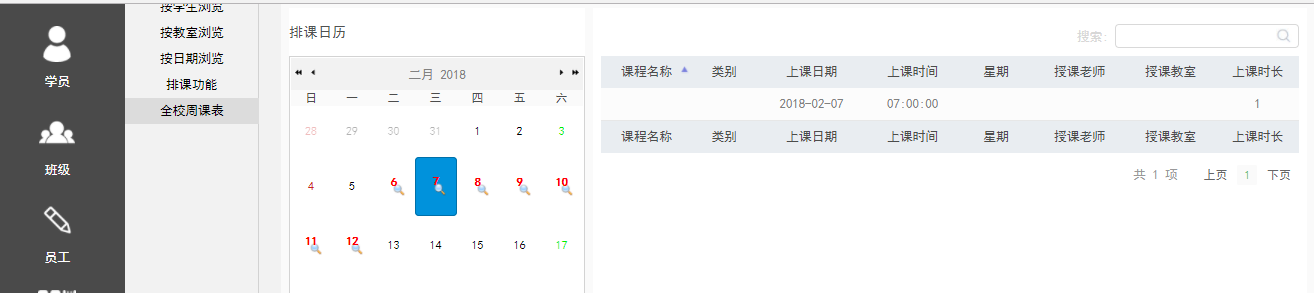 学员
班级
员工
按学生浏览
按教室浏览
按日期浏览
排课功能
全校周课表
排课日历
二月 2018
日 一 二 三 四 五 六
28 29 30 31 1 2 3
4 5 6 7 8 9 10
11 12 13 14 15 16 17
搜索:
课程名称 类别 上课日期 上课时间 星期 授课老师 授课教室 上课时长
2018-02-07 07:00:00 1
课程名称 类别 上课日期 上课时间 星期 授课老师 授课教室 上课时长
共 1 项 上页 1 下页